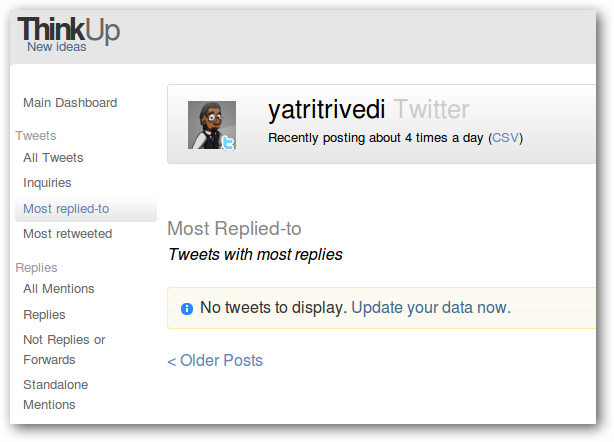 ThinkUp
New ideas
Main Dashboard
Tweets
All Tweets
Inquiries
Most replied-to
Most retweeted
Replies
All Mentions
Replies
Not Replies or
Forwards
Standalone
Mentions
yatritrivedi Twitter
Recently posting about 4 times a day (CSV)
Most Replied-to
Tweets with most replies
No tweets to display. Update your data now.
< Older Posts